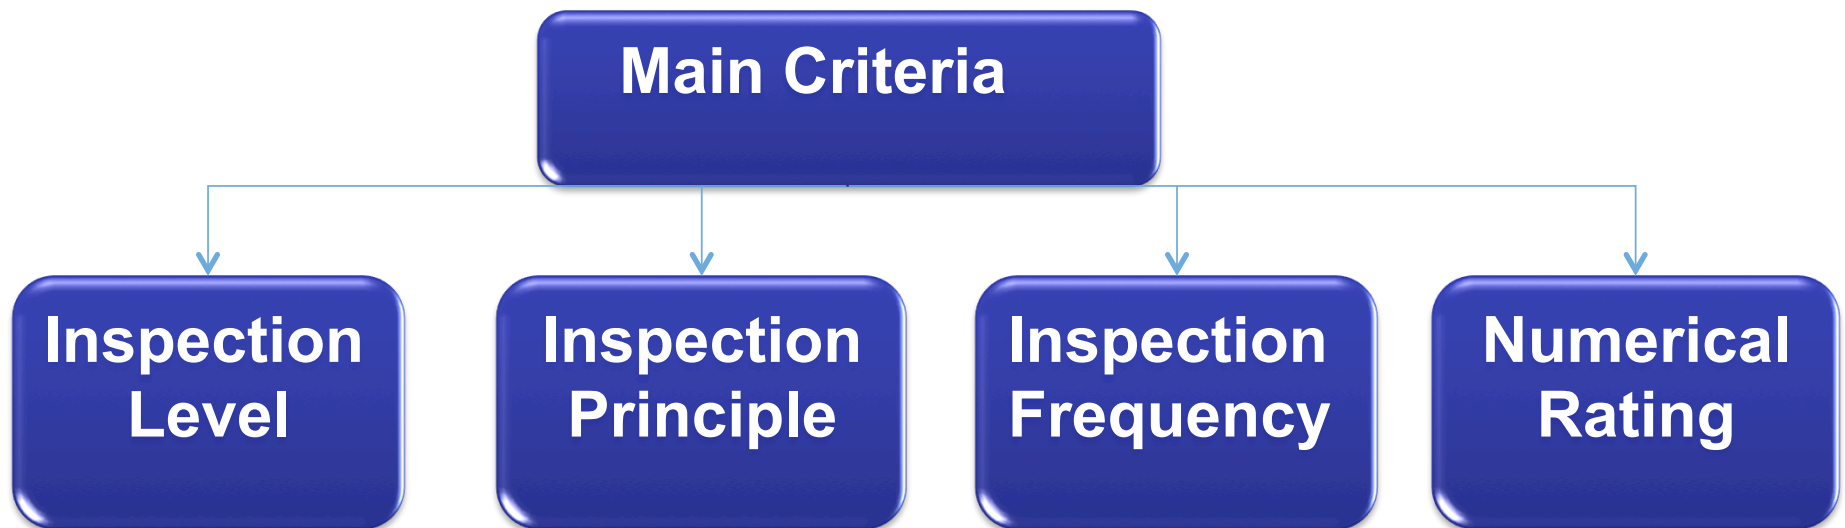 Main Criteria
Inspection
Level
Inspection
Principle
Inspection
Frequency
Numerical
Rating